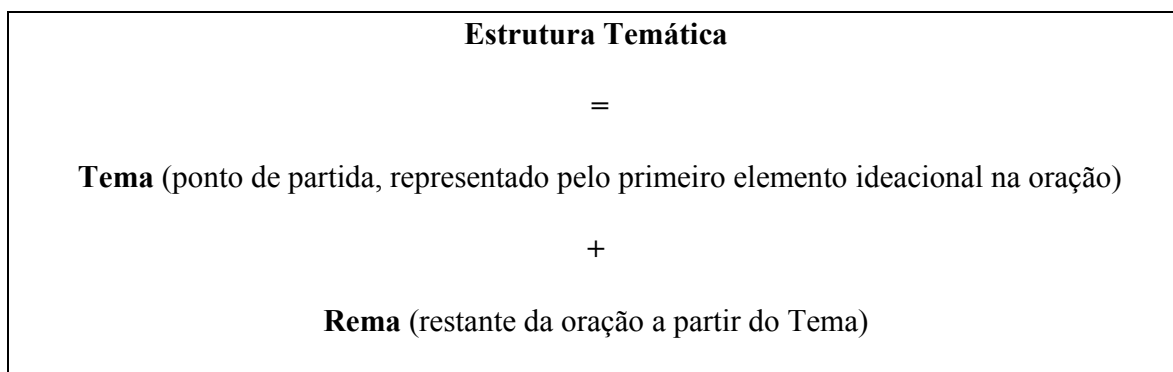 Estrutura Temática
=
Tema (ponto de partida, representado pelo primeiro elemento ideacional na oração)
+
Rema (restante da oração a partir do Tema)